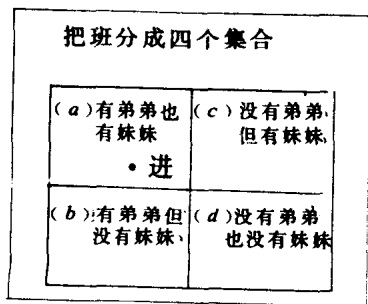 把班分成四个集合
(a)有弟弟也
有妹妹
·进
(c)没有弟弟、
但有妹妹、
(b)有弟弟但
没有妹妹、
(d)没有弟弟
也没有妹妹